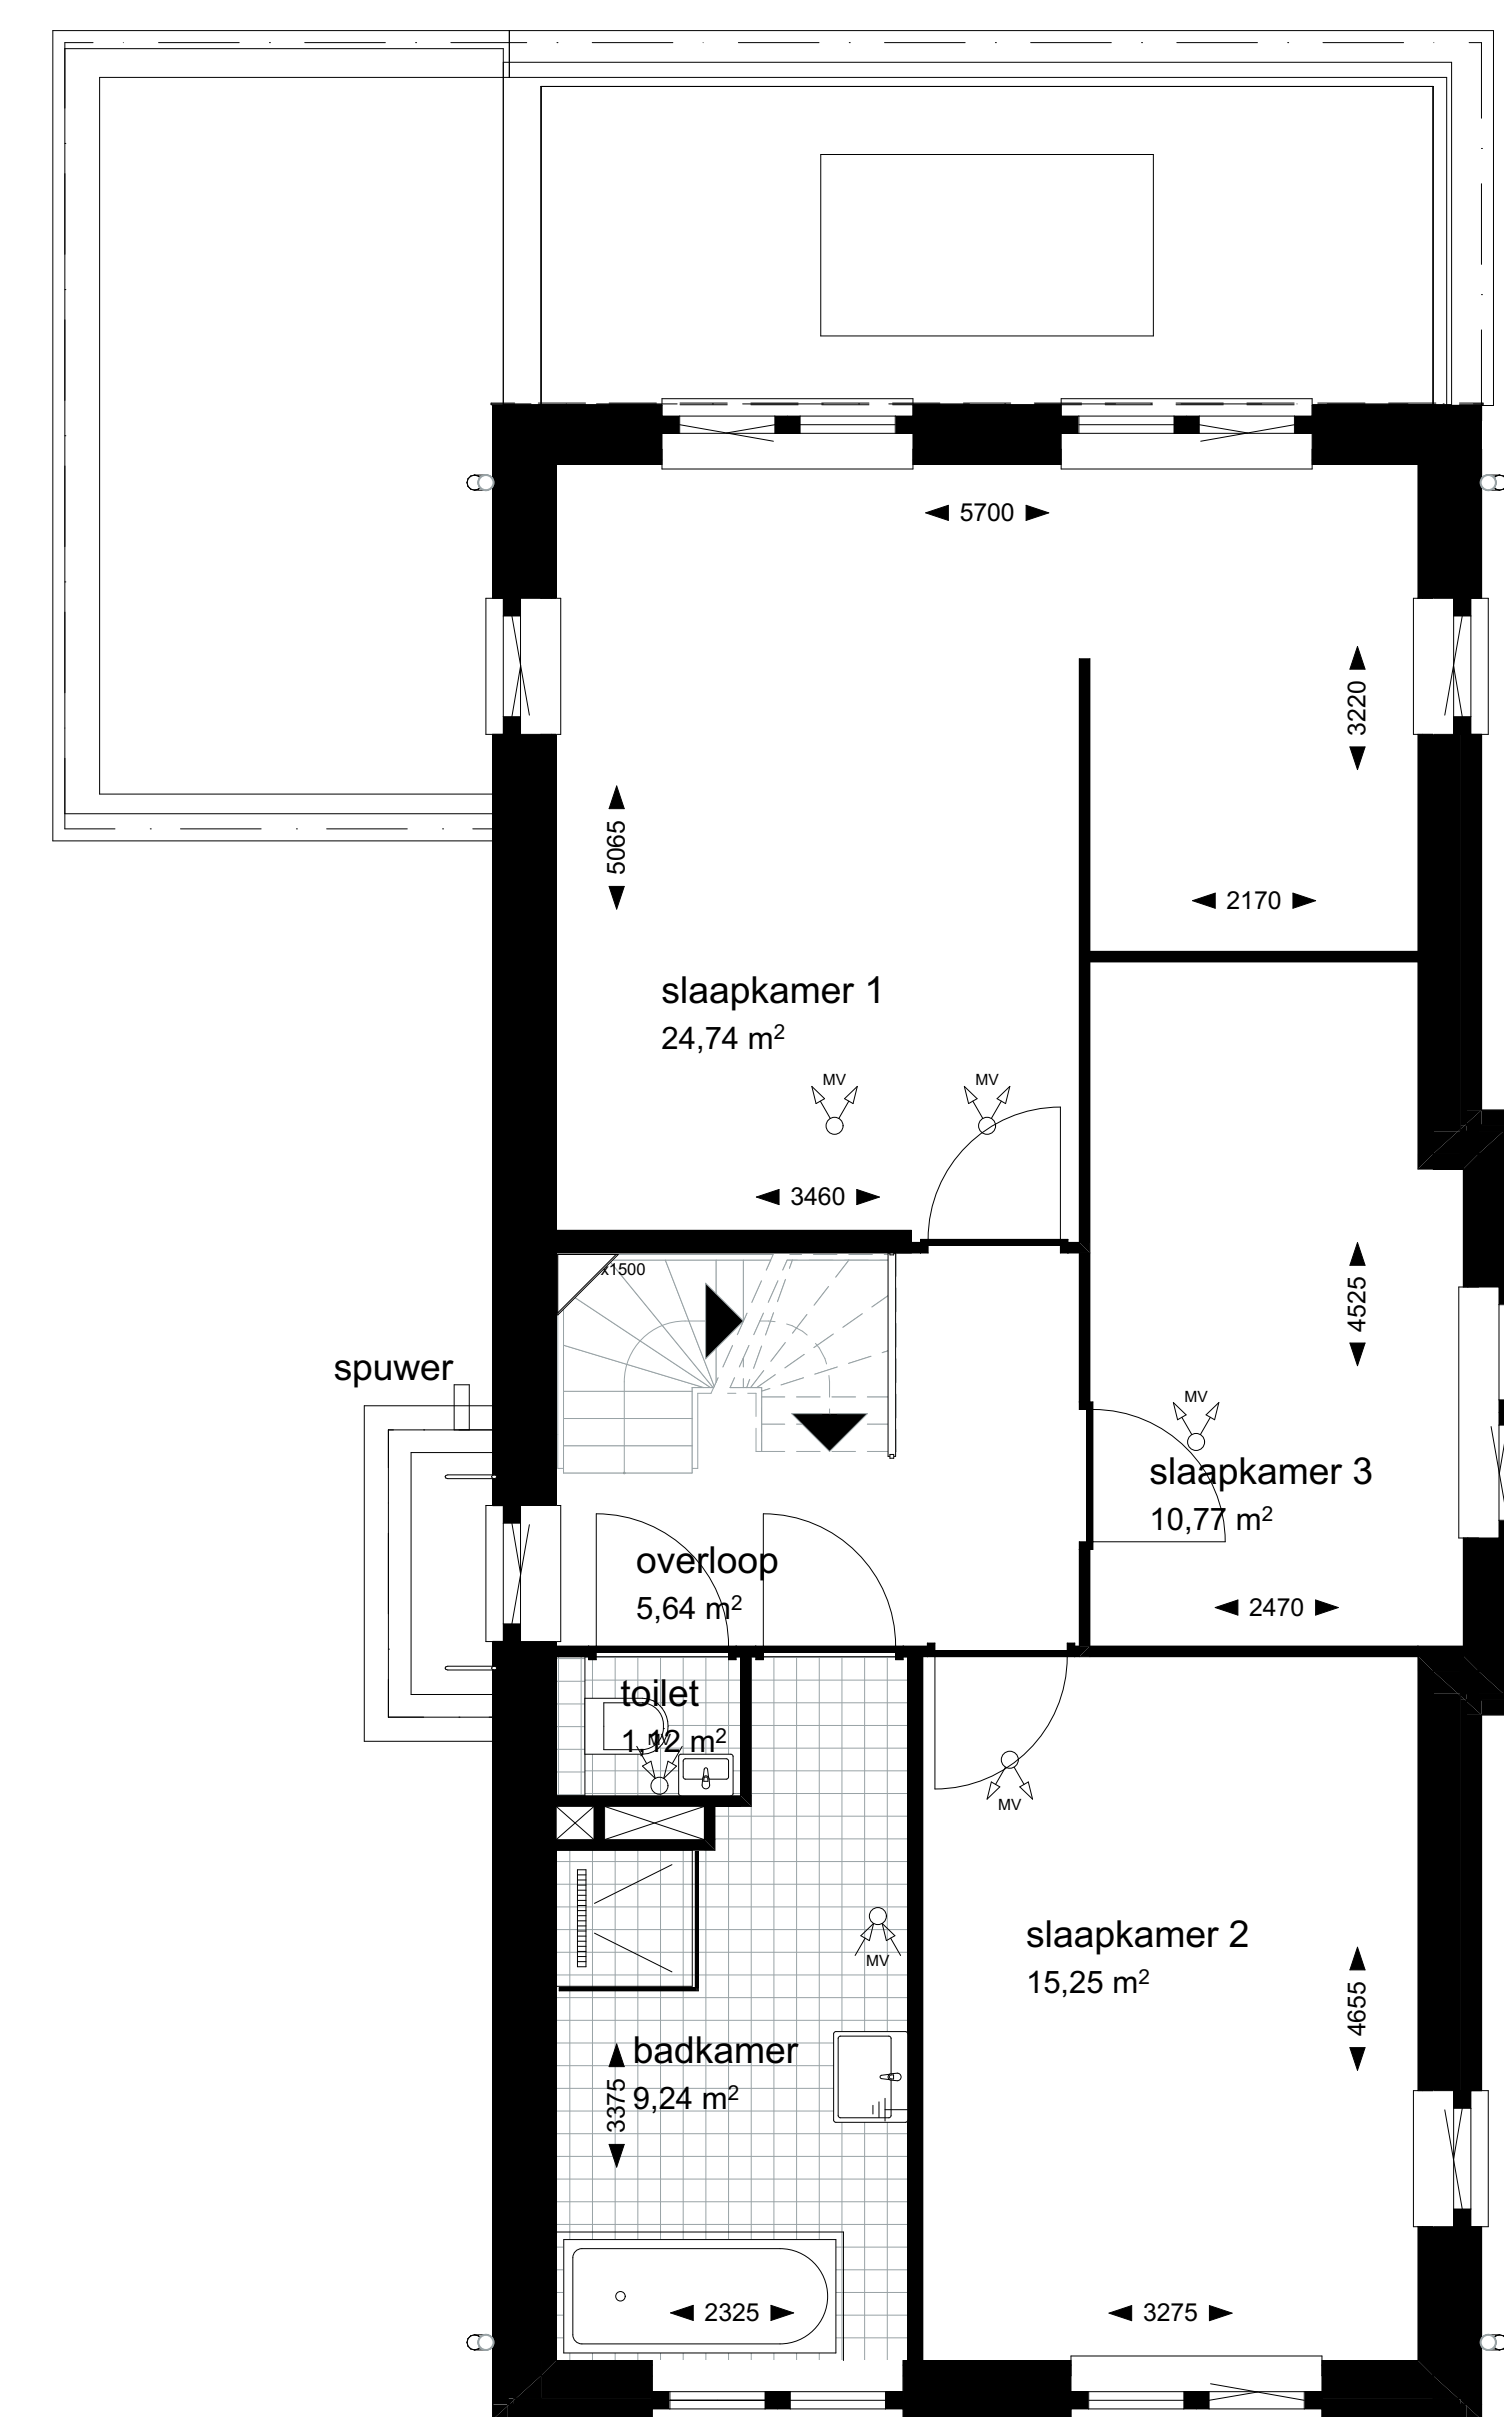 5700
3220
5065
2170
slaapkamer 1
24,74 m²
MV
MV
3460
x1500
4525
spuwer
MV
slaapkamer 3
10,77 m²
overloop
5,64 m²
2470
toilet
1,12 m²
MV
MV
MV
slaapkamer 2
15,25 m²
4655
badkamer
9,24 m²
3375
2325
3275